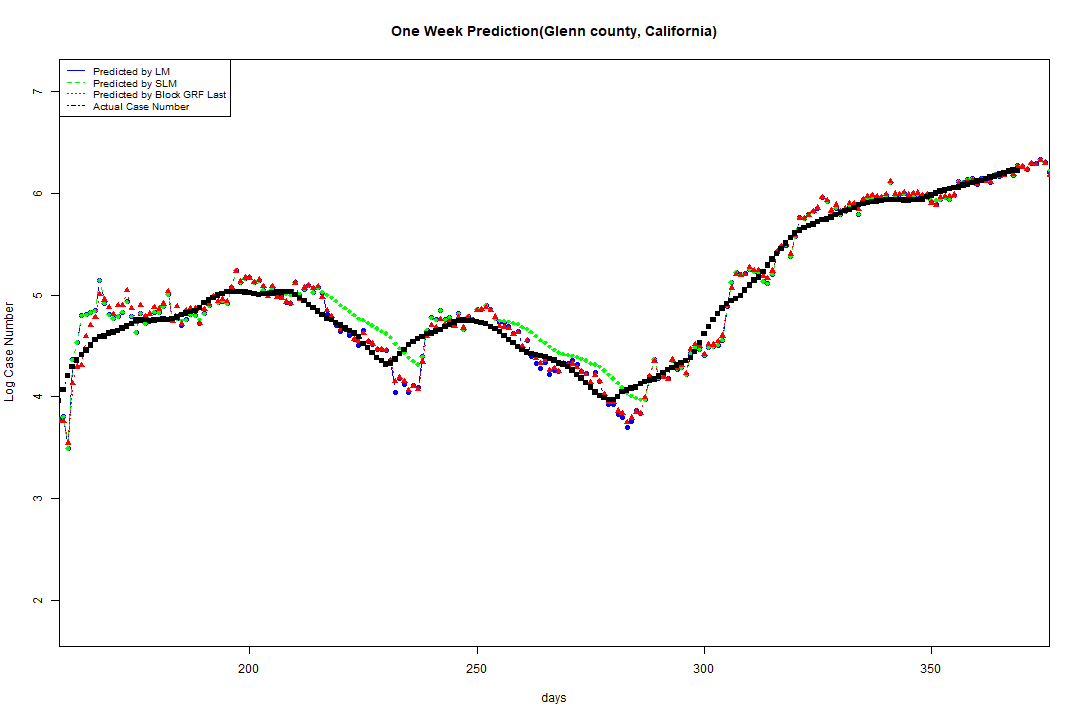 One Week Prediction(Glenn county, California)
Predicted by LM
Predicted by SLM
Predicted by Block GRF Last
Actual Case Number
7
6
5
4
3
2
Log Case Number
200 250 300 350
days